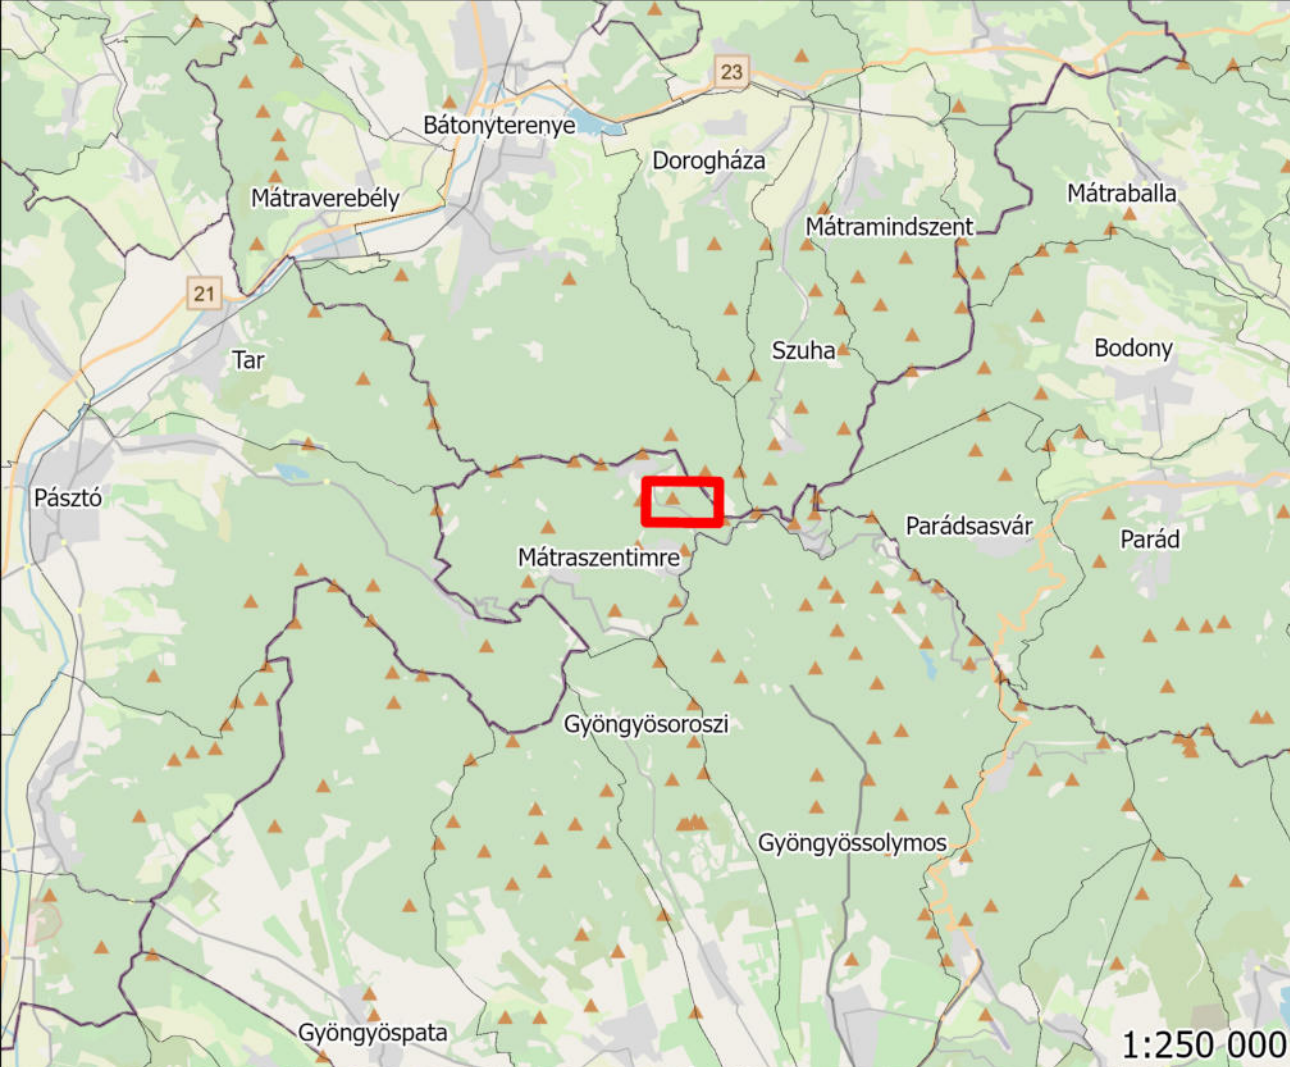 23
Bátonyterenye
Dorogháza
Mátraverebély
Mátraballa
Mátramindszent
21
Tar
Szuha
Bodony
Pásztó
Parádsasvár
Parád
Mátraszentimre
Gyöngyösoroszi
Gyöngyössolymos
Gyöngyöspata
1:250 000